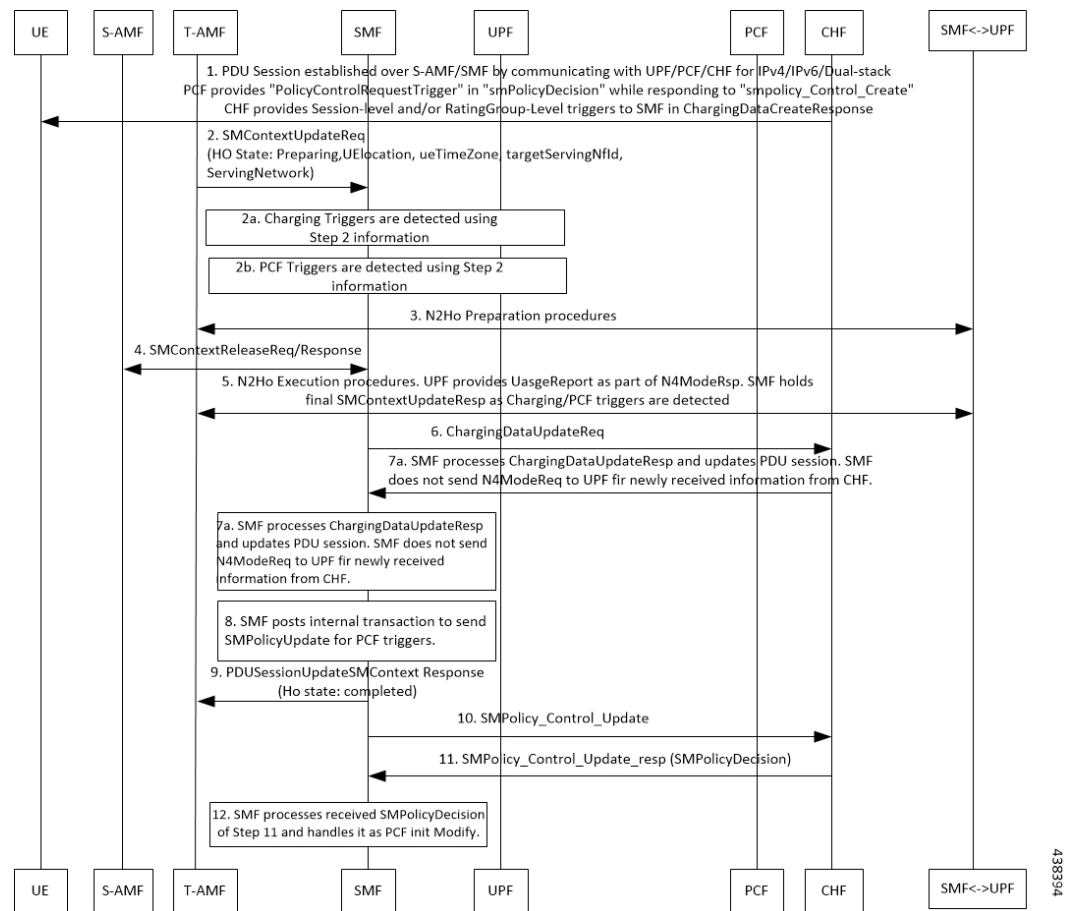 UE S-AMF T-AMF SMF UPF PCF CHF SMF<->UPF
1. PDU Session established over S-AMF/SMF by communicating with UPF/PCF/CHF for IPv4/IPv6/Dual-stack
PCF provides "PolicyControlRequestTrigger" in "smPolicyDecision" while responding to "smpolicy_Control_Create"
CHF provides Session-level and/or RatingGroup-Level triggers to SMF in ChargingDataCreateResponse
2. SMContextUpdateReq
(HO State: Preparing,UElocation, ueTimeZone, targetServingNfId,
ServingNetwork)
2a. Charging Triggers are detected using
Step 2 information
2b. PCF Triggers are detected using Step 2
information
3. N2Ho Preparation procedures
4. SMContextReleaseReq/Response
5. N2Ho Execution procedures. UPF provides UasgeReport as part of N4ModeRsp. SMF holds
final SMContextUpdateResp as Charging/PCF triggers are detected
6. ChargingDataUpdateReq
7a. SMF processes ChargingDataUpdateResp and updates PDU session. SMF
does not send N4ModeReq to UPF fir newly received information from CHF.
7a. SMF processes ChargingDataUpdateResp
and updates PDU session. SMF does not send
N4ModeReq to UPF fir newly received
information from CHF.
8. SMF posts internal transaction to send
SMPolicyUpdate for PCF triggers.
9. PDUSessionUpdateSMContext Response
(Ho state: completed)
10. SMPolicy_Control_Update
11. SMPolicy_Control_Update_resp (SMPolicyDecision)
12. SMF processes received SMPolicyDecision
of Step 11 and handles it as PCF init Modify.
UE S-AMF T-AMF SMF UPF PCF CHF SMF<->UPF
438394